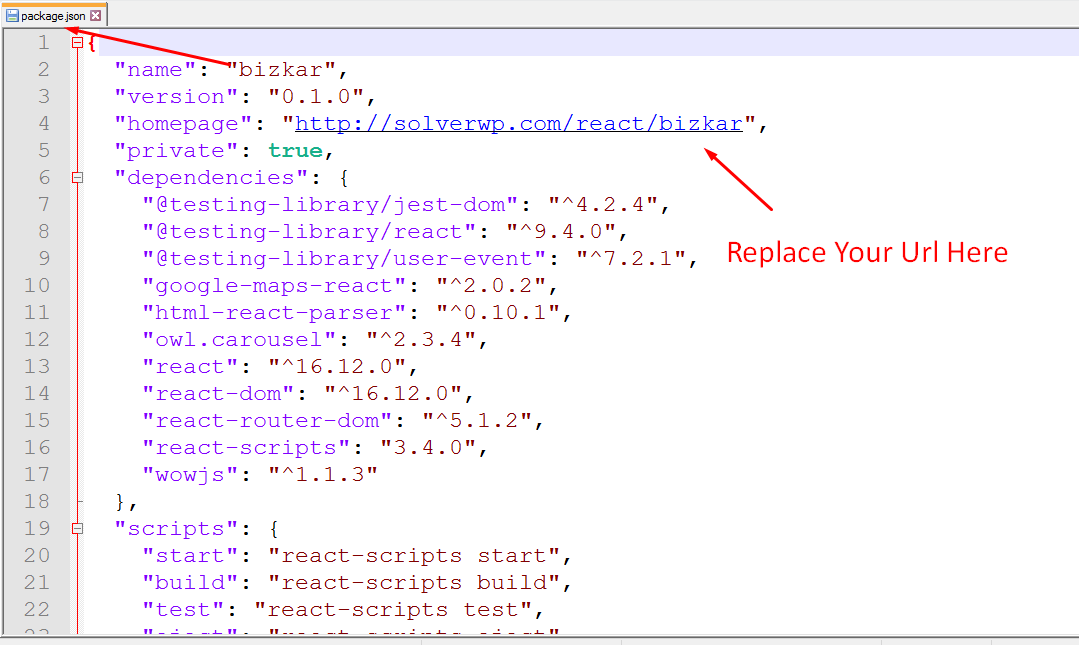 package.json
1 {
2 "name": "bizkar",
3 "version": "0.1.0",
4 "homepage": "http://solverwp.com/react/bizkar",
5 "private": true,
6 "dependencies": {
7 "@testing-library/jest-dom": "^4.2.4",
8 "@testing-library/react": "^9.4.0",
9 "@testing-library/user-event": "^7.2.1",
Replace Your Url Here
10 "google-maps-react": "^2.0.2",
11 "html-react-parser": "^0.10.1",
12 "owl.carousel": "^2.3.4",
13 "react": "^16.12.0",
14 "react-dom": "^16.12.0",
15 "react-router-dom": "^5.1.2",
16 "react-scripts": "3.4.0",
17 "wowjs": "^1.1.3"
18 },
19 "scripts": {
20 "start": "react-scripts start",
21 "build": "react-scripts build",
22 "test": "react-scripts test",
23 "eject": "react-scripts eject"